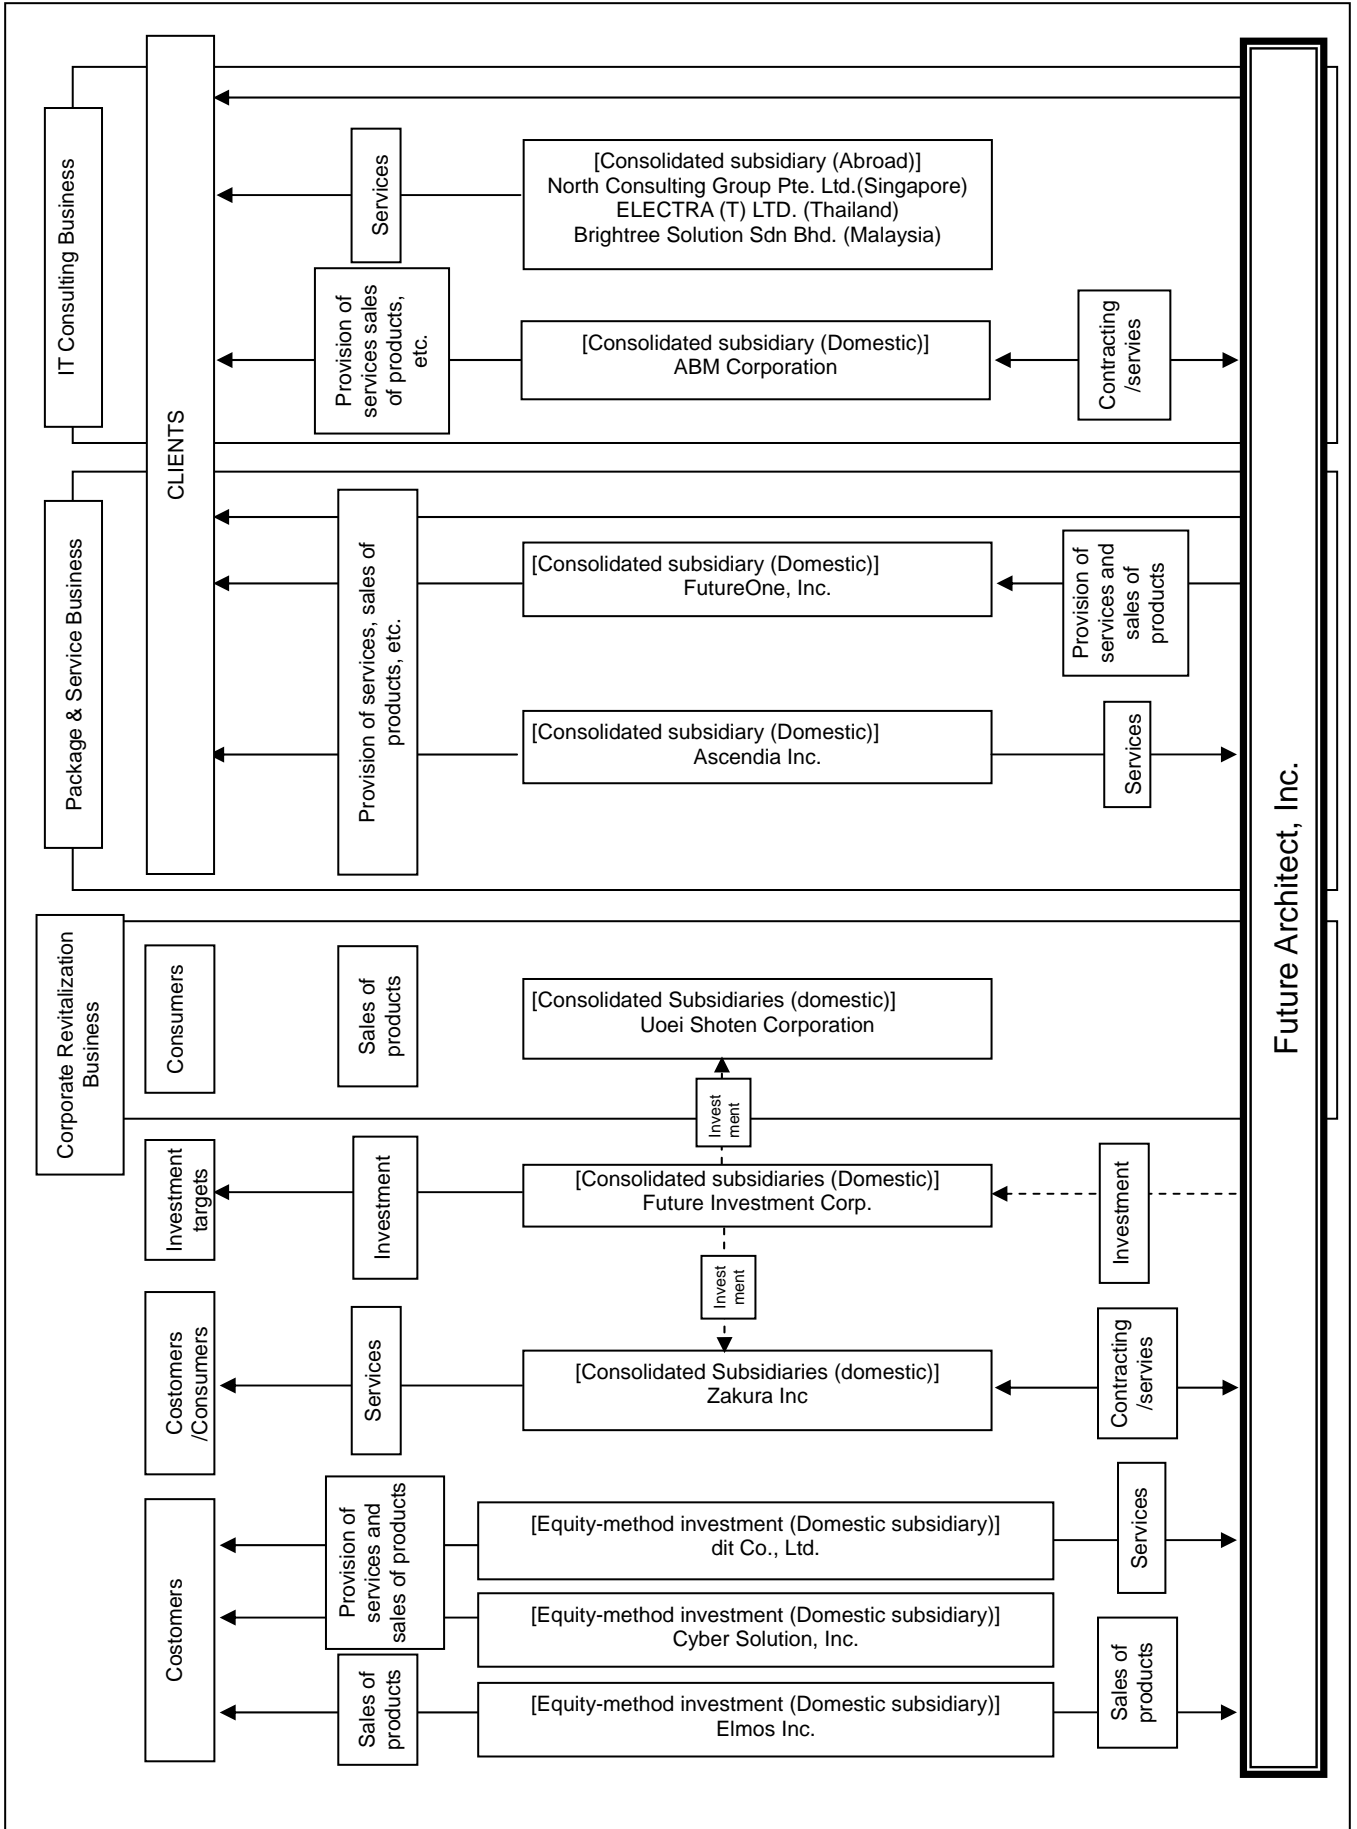 IT Consulting Business
CLIENTS
Services
[Consolidated subsidiary (Abroad)]
North Consulting Group Pte. Ltd.(Singapore)
ELECTRA (T) LTD. (Thailand)
Brightree Solution Sdn Bhd. (Malaysia)
Provision of
services sales
of products,
etc.
[Consolidated subsidiary (Domestic)]
ABM Corporation
Contracting
/servies
Package & Service Business
Provision of services, sales of
products, etc.
[Consolidated subsidiary (Domestic)]
FutureOne, Inc.
Provision of
services and
sales of
products
[Consolidated subsidiary (Domestic)]
Ascendia Inc.
Services
Corporate Revitalization
Business
Consumers
Sales of
products
[Consolidated Subsidiaries (domestic)]
Uoei Shoten Corporation
Invest
ment
Investment
targets
Investment
[Consolidated subsidiaries (Domestic)]
Future Investment Corp.
Investment
Invest
ment
Costomers
/Consumers
Services
[Consolidated Subsidiaries (domestic)]
Zakura Inc
Contracting
/servies
Costomers
Provision of
services and
sales of products
[Equity-method investment (Domestic subsidiary)]
dit Co., Ltd.
Services
[Equity-method investment (Domestic subsidiary)]
Cyber Solution, Inc.
Sales of
products
[Equity-method investment (Domestic subsidiary)]
Elmos Inc.
Sales of
products
Future Architect, Inc.